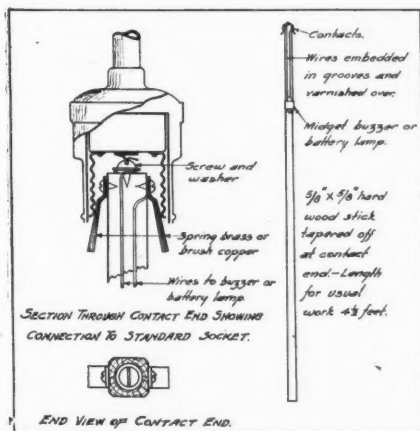 Screw and
washer
Spring brass or
brush copper
Wires to buzzer or
battery lamp.
SECTION THROUGH CONTACT END SHOWING
CONNECTION TO STANDARD SOCKET.
END VIEW OF CONTACT END.
Contacts.
Wires embedded
in grooves and
varnished over.
Midget buzzer or
battery lamp.
5/8" X 5/8" hard
wood stick
tapered off
at contact
end.-Length
for usual
work 4½ feet.